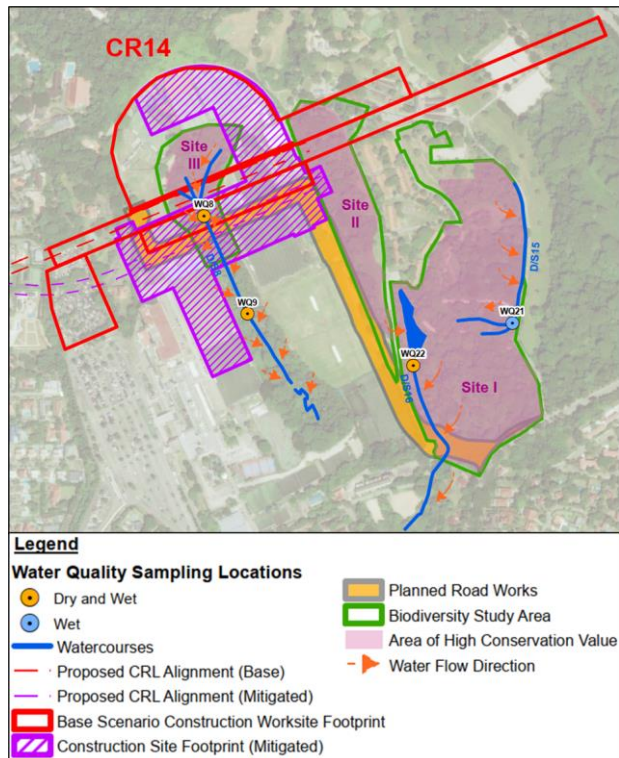 CR14
Site
III
WQ8
Site
II
D/S8
WQ9
D/S15
WQ21
WQ22
D/S16
Site I
Legend
Water Quality Sampling Locations
Dry and Wet
Wet
Watercourses
Proposed CRL Alignment (Base)
Proposed CRL Alignment (Mitigated)
Base Scenario Construction Worksite Footprint
Construction Site Footprint (Mitigated)
Planned Road Works
Biodiversity Study Area
Area of High Conservation Value
Water Flow Direction